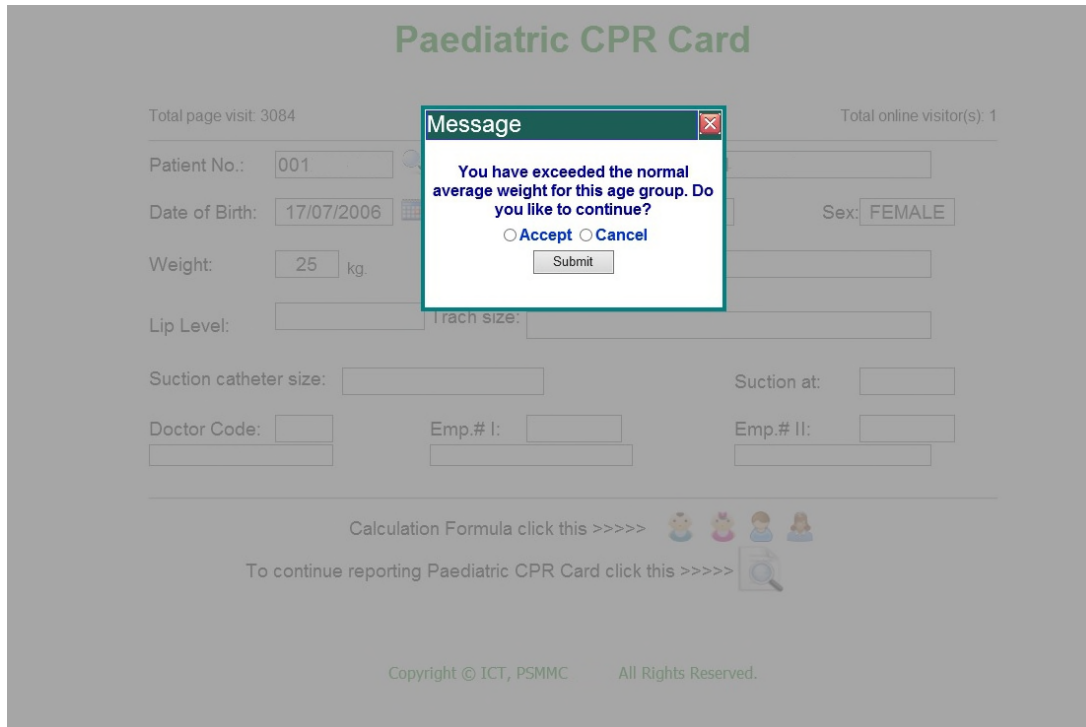 Paediatric CPR Card
Total page visit: 3084
Total online visitor(s): 1
Message
You have exceeded the normal
average weight for this age group. Do
you like to continue?
Accept Cancel
Submit
Patient No.: 001
Date of Birth: 17/07/2006
Sex: FEMALE
Weight: 25 kg.
Lip Level:
Trach size:
Suction catheter size:
Suction at:
Doctor Code:
Emp.# I:
Emp.# II:
Calculation Formula click this >>>>>
To continue reporting Paediatric CPR Card click this >>>>>
Copyright © ICT, PSMMC All Rights Reserved.